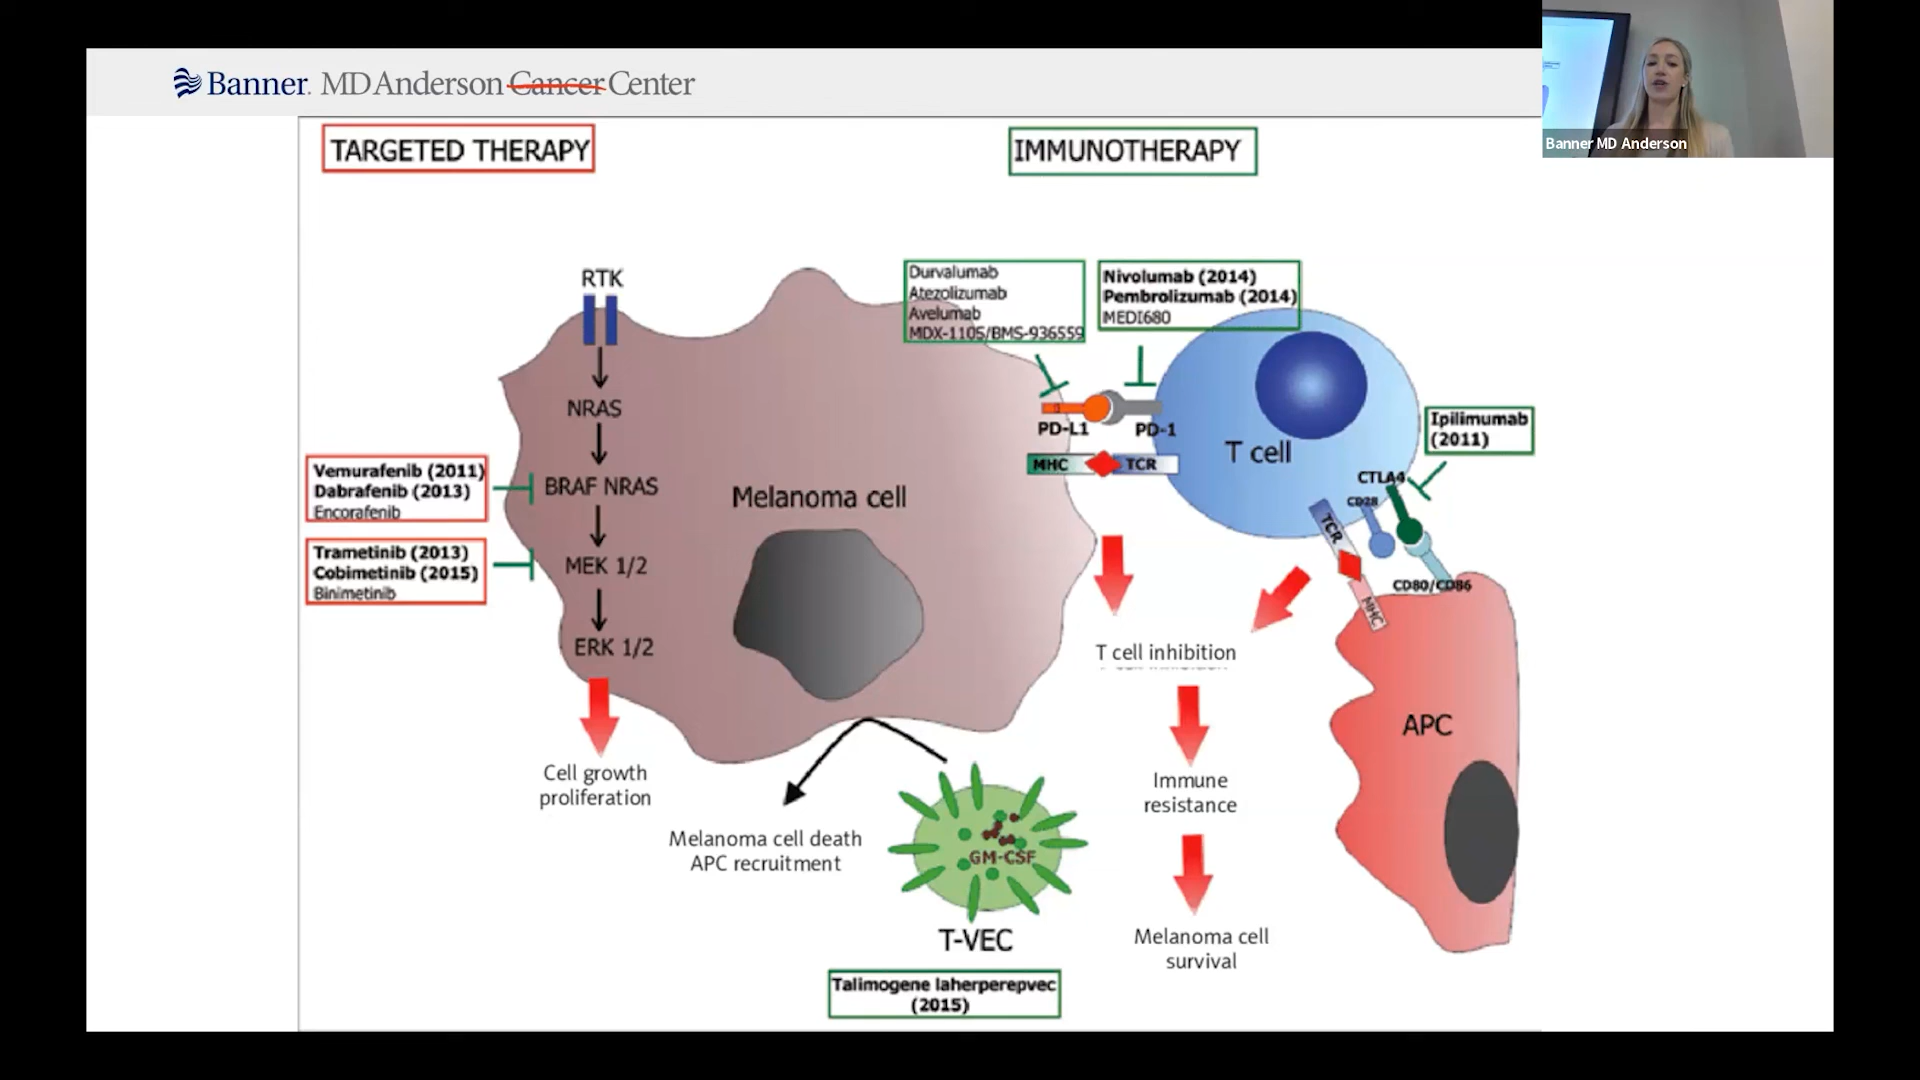 Banner. MD Anderson Cancer Center
Banner MD Anderson
TARGETED THERAPY
IMMUNOTHERAPY
RTK
NRAS
BRAF NRAS
MEK 1/2
ERK 1/2
Cell growth
proliferation
Vemurafenib (2011)
Dabrafenib (2013)
Encorafenib
Trametinib (2013)
Cobimetinib (2015)
Binimetinib
Melanoma cell
Melanoma cell death
APC recruitment
GM-CSF
T-VEC
Talimogene laherperepvec
(2015)
Durvalumab
Atezolizumab
Avelumab
MDX-1105/BMS-936559
Nivolumab (2014)
Pembrolizumab (2014)
MEDI680
PD-L1
PD-1
MHC
TCR
T cell
Ipilimumab
(2011)
CTLA4
CD28
TCR
CD80/CD86
MHC
APC
T cell inhibition
Immune
resistance
Melanoma cell
survival